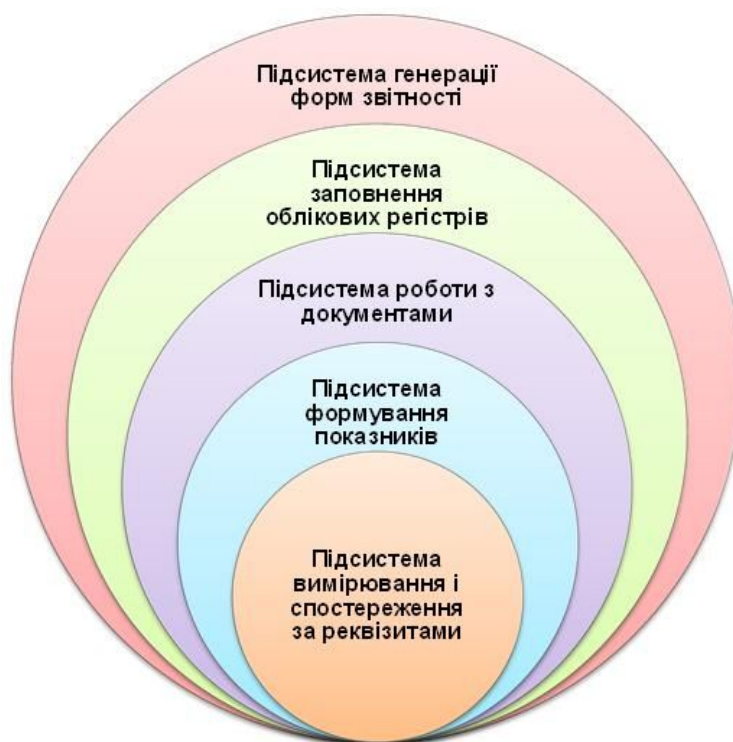 Підсистема генерації
форм звітності
Підсистема
заповнення
облікових регістрів
Підсистема роботи з
документами
Підсистема
формування
показників
Підсистема
вимірювання і
спостереження
за реквізитами